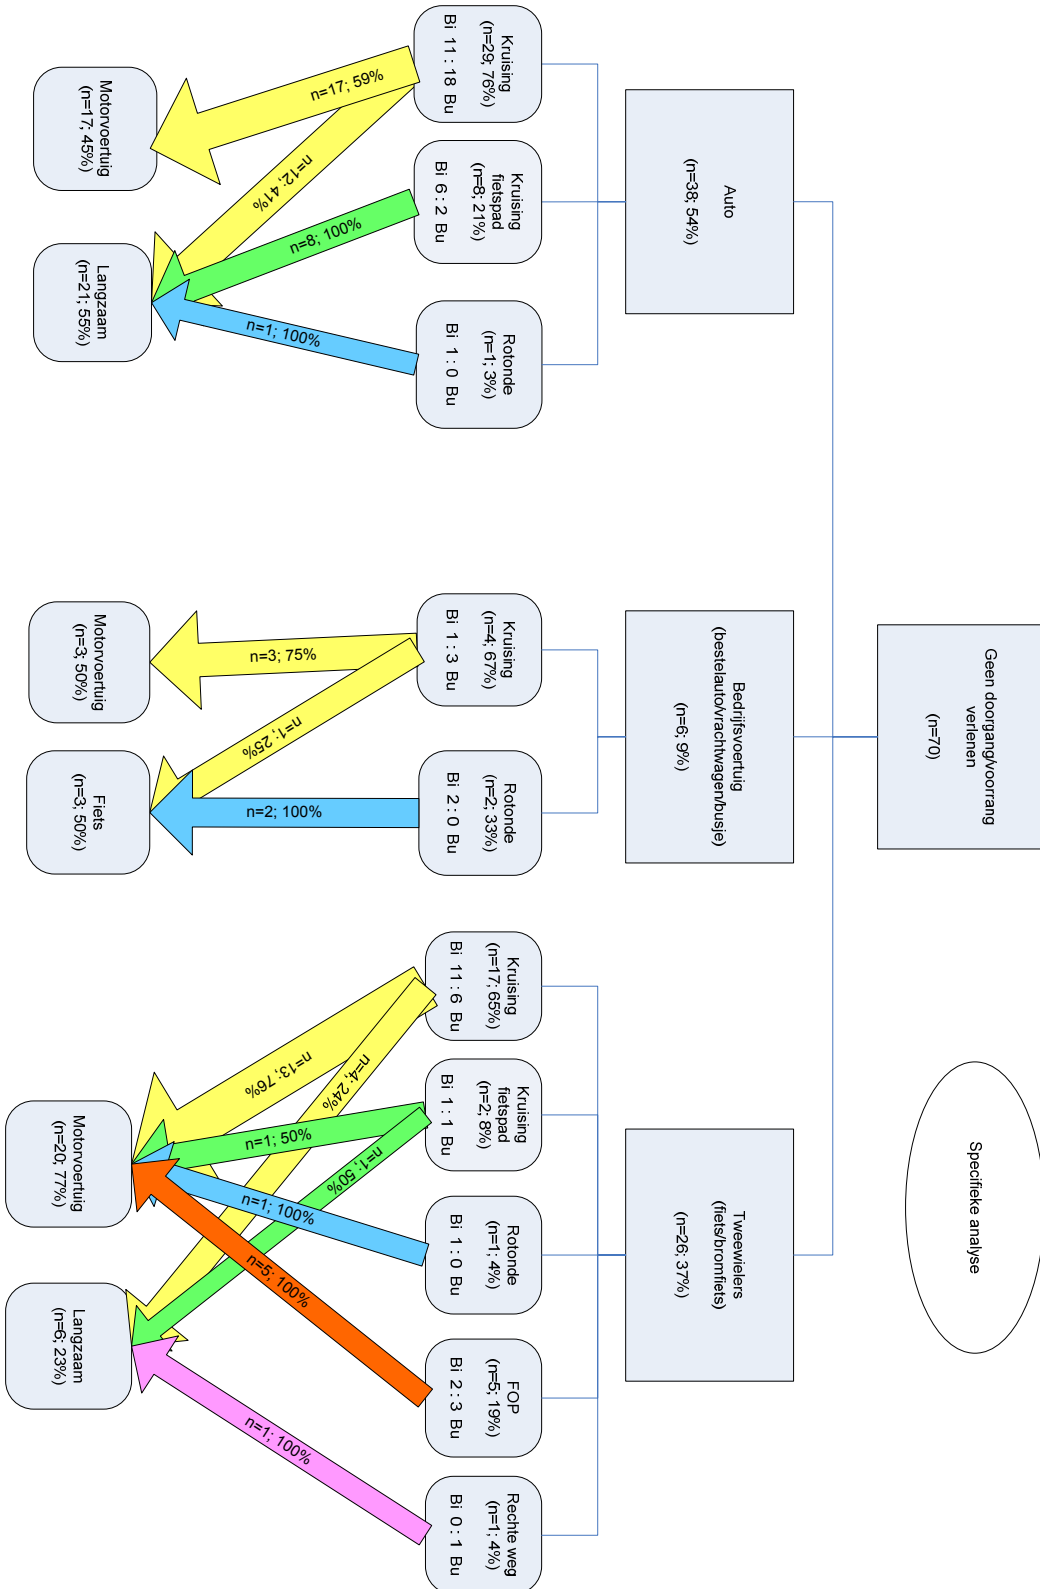 Specifieke analyse
Geen doorgang/voorrang
verlenen
(n=70)
Auto
(n=38; 54%)
Bedrijfsvoertuig
(bestelauto/vrachtwagen/busje)
(n=6; 9%)
Tweewielers
(fiets/bromfiets)
(n=26; 37%)
Kruising
(n=29; 76%)
Bi 11 : 18 Bu
Kruising
fietspad
(n=8; 21%)
Bi 6 : 2 Bu
Rotonde
(n=1; 3%)
Bi 1 : 0 Bu
Kruising
(n=4; 67%)
Bi 1 : 3 Bu
Rotonde
(n=2; 33%)
Bi 2 : 0 Bu
Kruising
(n=17; 65%)
Bi 11 : 6 Bu
Kruising
fietspad
(n=2; 8%)
Bi 1 : 1 Bu
Rotonde
(n=1; 4%)
Bi 1 : 0 Bu
FOP
(n=5; 19%)
Bi 2 : 3 Bu
Rechte weg
(n=1; 4%)
Bi 0 : 1 Bu
n=17; 59%
n=12; 41%
n=8; 100%
n=1; 100%
n=3; 75%
n=1; 25%
n=2; 100%
n=13; 76%
n=4; 24%
n=1; 50%
n=1; 50%
n=1; 100%
n=5; 100%
n=1; 100%
Motorvoertuig
(n=17; 45%)
Langzaam
(n=21; 55%)
Motorvoertuig
(n=3; 50%)
Fiets
(n=3; 50%)
Motorvoertuig
(n=20; 77%)
Langzaam
(n=6; 23%)